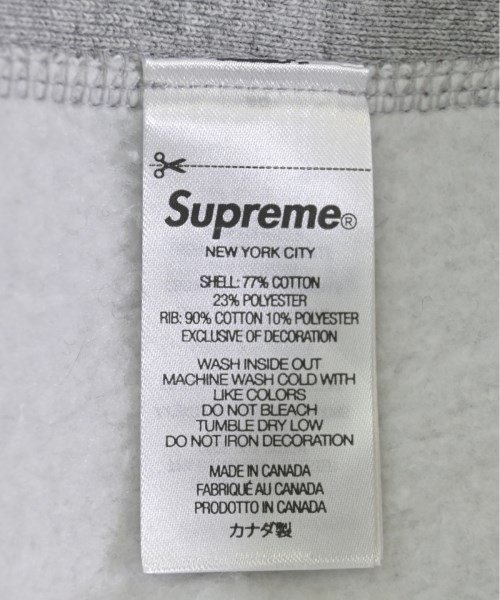 Supreme®
NEW YORK CITY
SHELL: 77% COTTON
23% POLYESTER
RIB: 90% COTTON 10% POLYESTER
EXCLUSIVE OF DECORATION
WASH INSIDE OUT
MACHINE WASH COLD WITH
LIKE COLORS
DO NOT BLEACH
TUMBLE DRY LOW
DO NOT IRON DECORATION
MADE IN CANADA
FABRIQUÉ AU CANADA
PRODOTTO IN CANADA
カナダ製